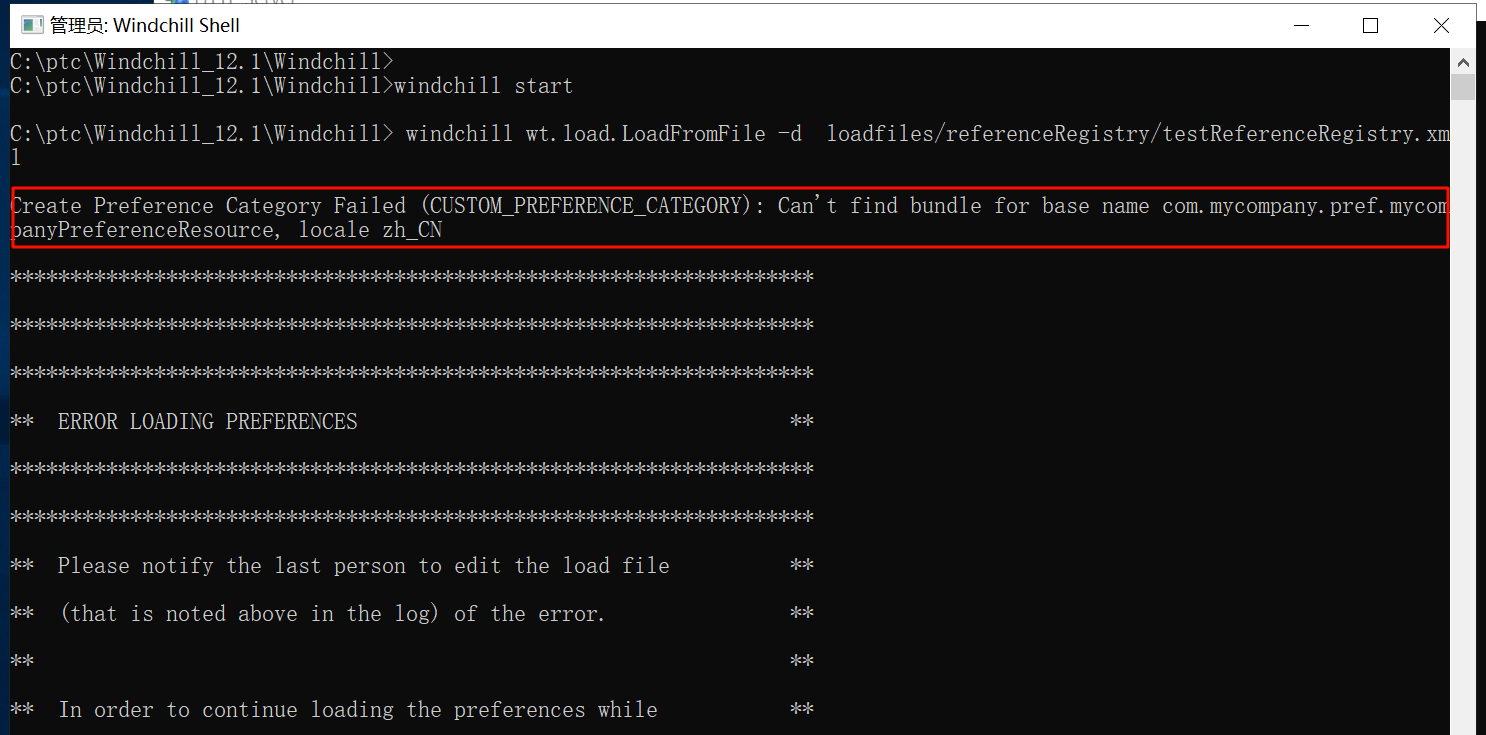 管理员: Windchill Shell
C:\ptc\Windchill_12.1\Windchill>
C:\ptc\Windchill_12.1\Windchill>windchill start
C:\ptc\Windchill_12.1\Windchill> windchill wt.load.LoadFromFile -d  loadfiles/referenceRegistry/testReferenceRegistry.xm
l
Create Preference Category Failed (CUSTOM_PREFERENCE_CATEGORY): Can't find bundle for base name com.mycompany.pref.mycom
panyPreferenceResource, locale zh_CN
*******************************************************************
*******************************************************************
*******************************************************************
**  ERROR LOADING PREFERENCES                                    **
*******************************************************************
*******************************************************************
**  Please notify the last person to edit the load file          **
**  (that is noted above in the log) of the error.               **
**                                                               **
**  In order to continue loading the preferences while           **